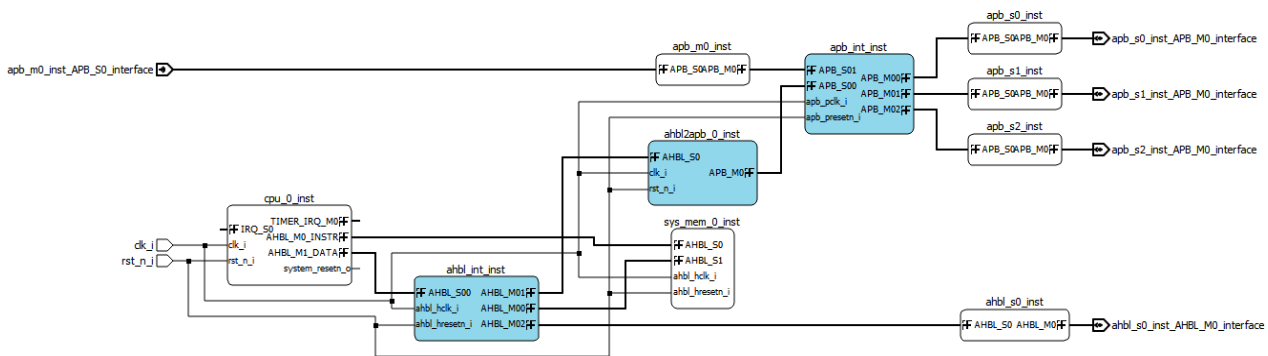 apb_s0_inst
APB_S0 APB_M0
apb_s0_inst_APB_M0_interface
apb_m0_inst
apb_m0_inst_APB_S0_interface
APB_S0 APB_M0
apb_int_inst
APB_S01
APB_S00
apb_pclk_i
apb_presetn_i
APB_M00
APB_M01
APB_M02
apb_s1_inst
APB_S0 APB_M0
apb_s1_inst_APB_M0_interface
apb_s2_inst
APB_S0 APB_M0
apb_s2_inst_APB_M0_interface
ahbl2apb_0_inst
AHBL_S0
clk_i
rst_n_i
APB_M0
cpu_0_inst
TIMER_IRQ_M0
IRQ_S0
AHBL_M0_INSTR
clk_i
AHBL_M1_DATA
rst_n_i
system_resetn_o
clk_i
rst_n_i
sys_mem_0_inst
AHBL_S0
AHBL_S1
ahbl_hclk_i
ahbl_hresetn_i
ahbl_int_inst
AHBL_S00
ahbl_hclk_i
ahbl_hresetn_i
AHBL_M01
AHBL_M00
AHBL_M02
ahbl_s0_inst
AHBL_S0 AHBL_M0
ahbl_s0_inst_AHBL_M0_interface